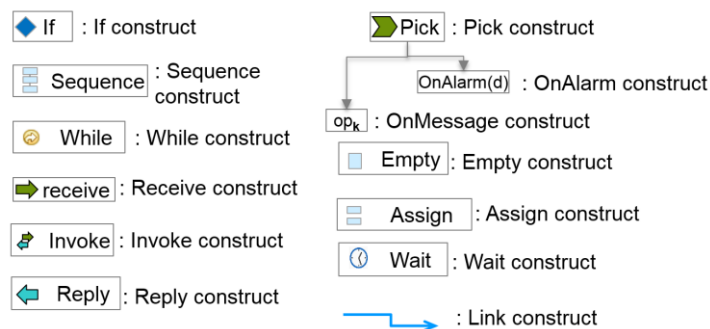 If : If construct
Sequence : Sequence
construct
While : While construct
receive : Receive construct
Invoke : Invoke construct
Reply : Reply construct
Pick : Pick construct
OnAlarm(d) : OnAlarm construct
opk : OnMessage construct
Empty : Empty construct
Assign : Assign construct
Wait : Wait construct
: Link construct